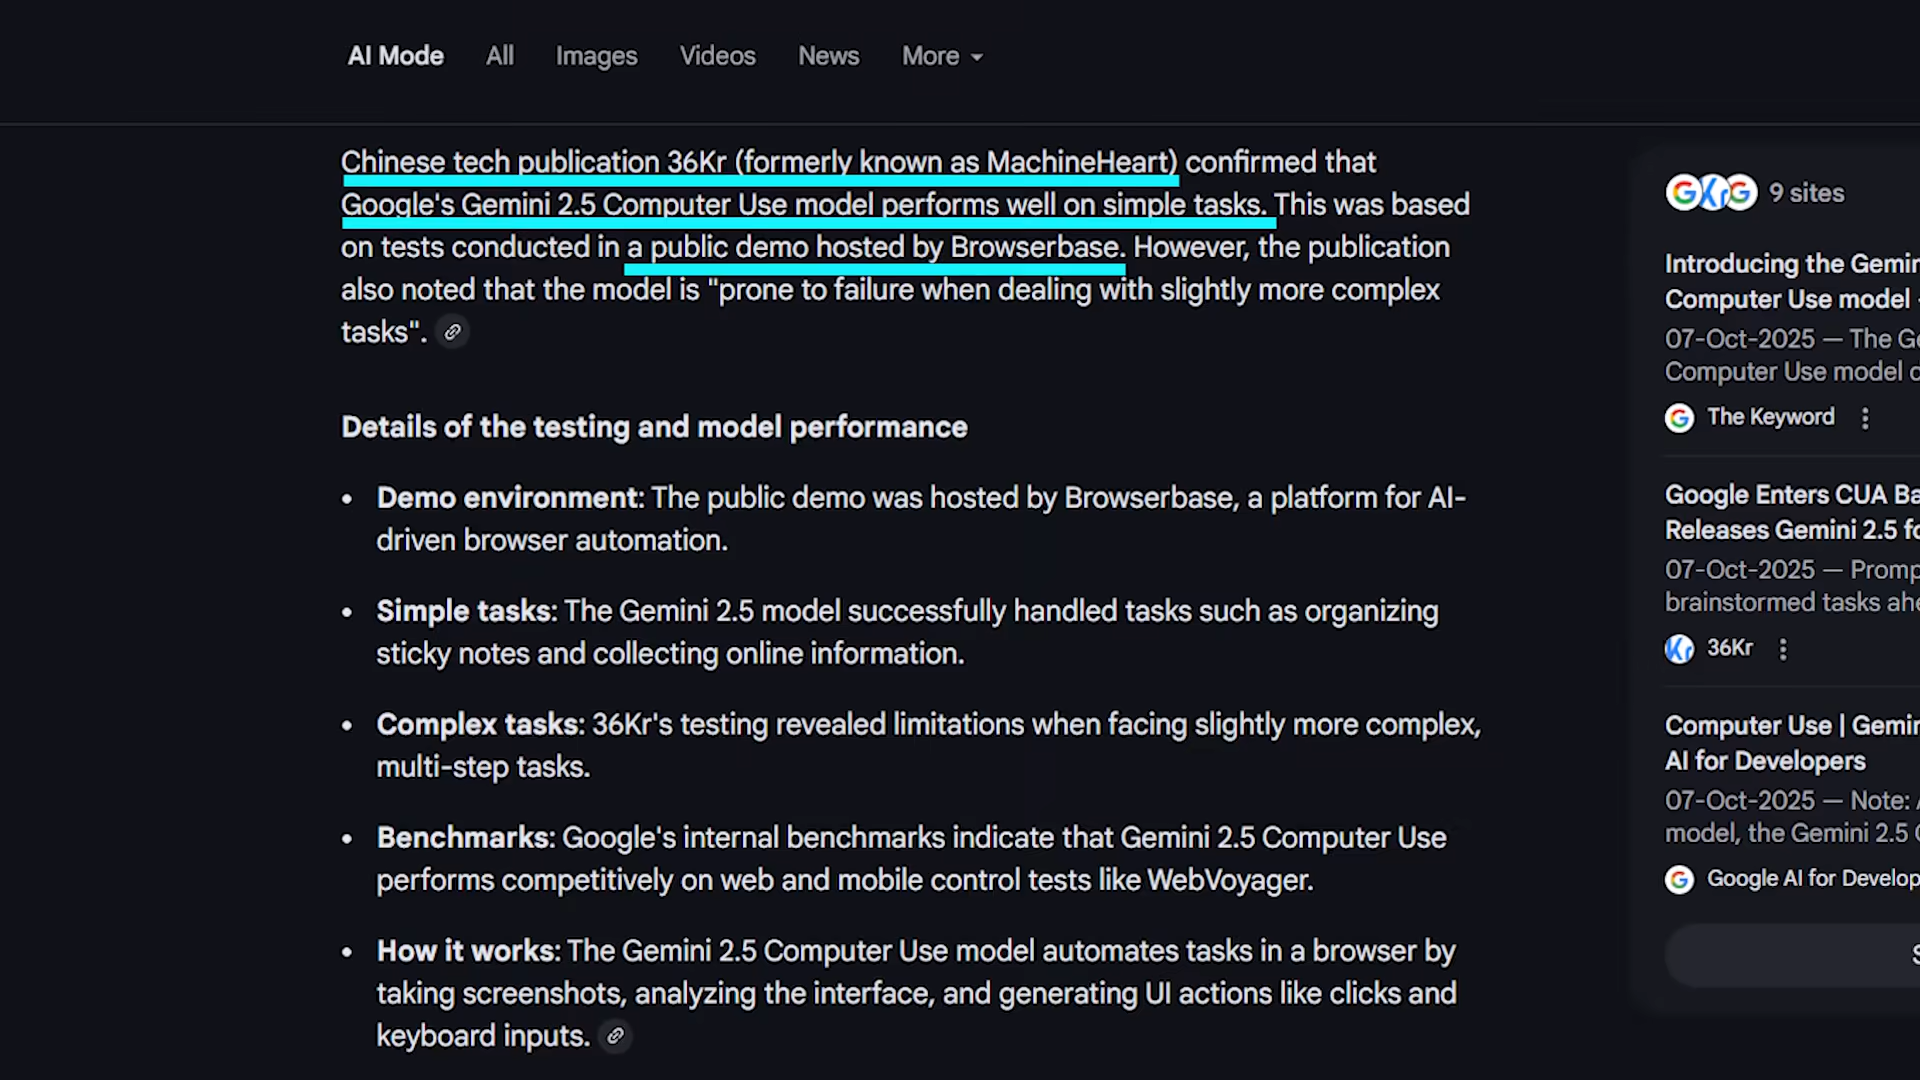 AI Mode All Images Videos News More
Chinese tech publication 36Kr (formerly known as MachineHeart) confirmed that
Google's Gemini 2.5 Computer Use model performs well on simple tasks. This was based
on tests conducted in a public demo hosted by Browserbase. However, the publication
also noted that the model is "prone to failure when dealing with slightly more complex
tasks".
Details of the testing and model performance
• Demo environment: The public demo was hosted by Browserbase, a platform for AI-
driven browser automation.
• Simple tasks: The Gemini 2.5 model successfully handled tasks such as organizing
sticky notes and collecting online information.
• Complex tasks: 36Kr's testing revealed limitations when facing slightly more complex,
multi-step tasks.
• Benchmarks: Google's internal benchmarks indicate that Gemini 2.5 Computer Use
performs competitively on web and mobile control tests like WebVoyager.
• How it works: The Gemini 2.5 Computer Use model automates tasks in a browser by
taking screenshots, analyzing the interface, and generating UI actions like clicks and
keyboard inputs.
9 sites
Introducing the Gemin
Computer Use model -
07-Oct-2025 — The Ge
Computer Use model
The Keyword
Google Enters CUA Ba
Releases Gemini 2.5 fo
07-Oct-2025 — Promp
brainstormed tasks ahe
36Kr
Computer Use | Gemin
AI for Developers
07-Oct-2025 — Note:
model, the Gemini 2.5
Google AI for Develop